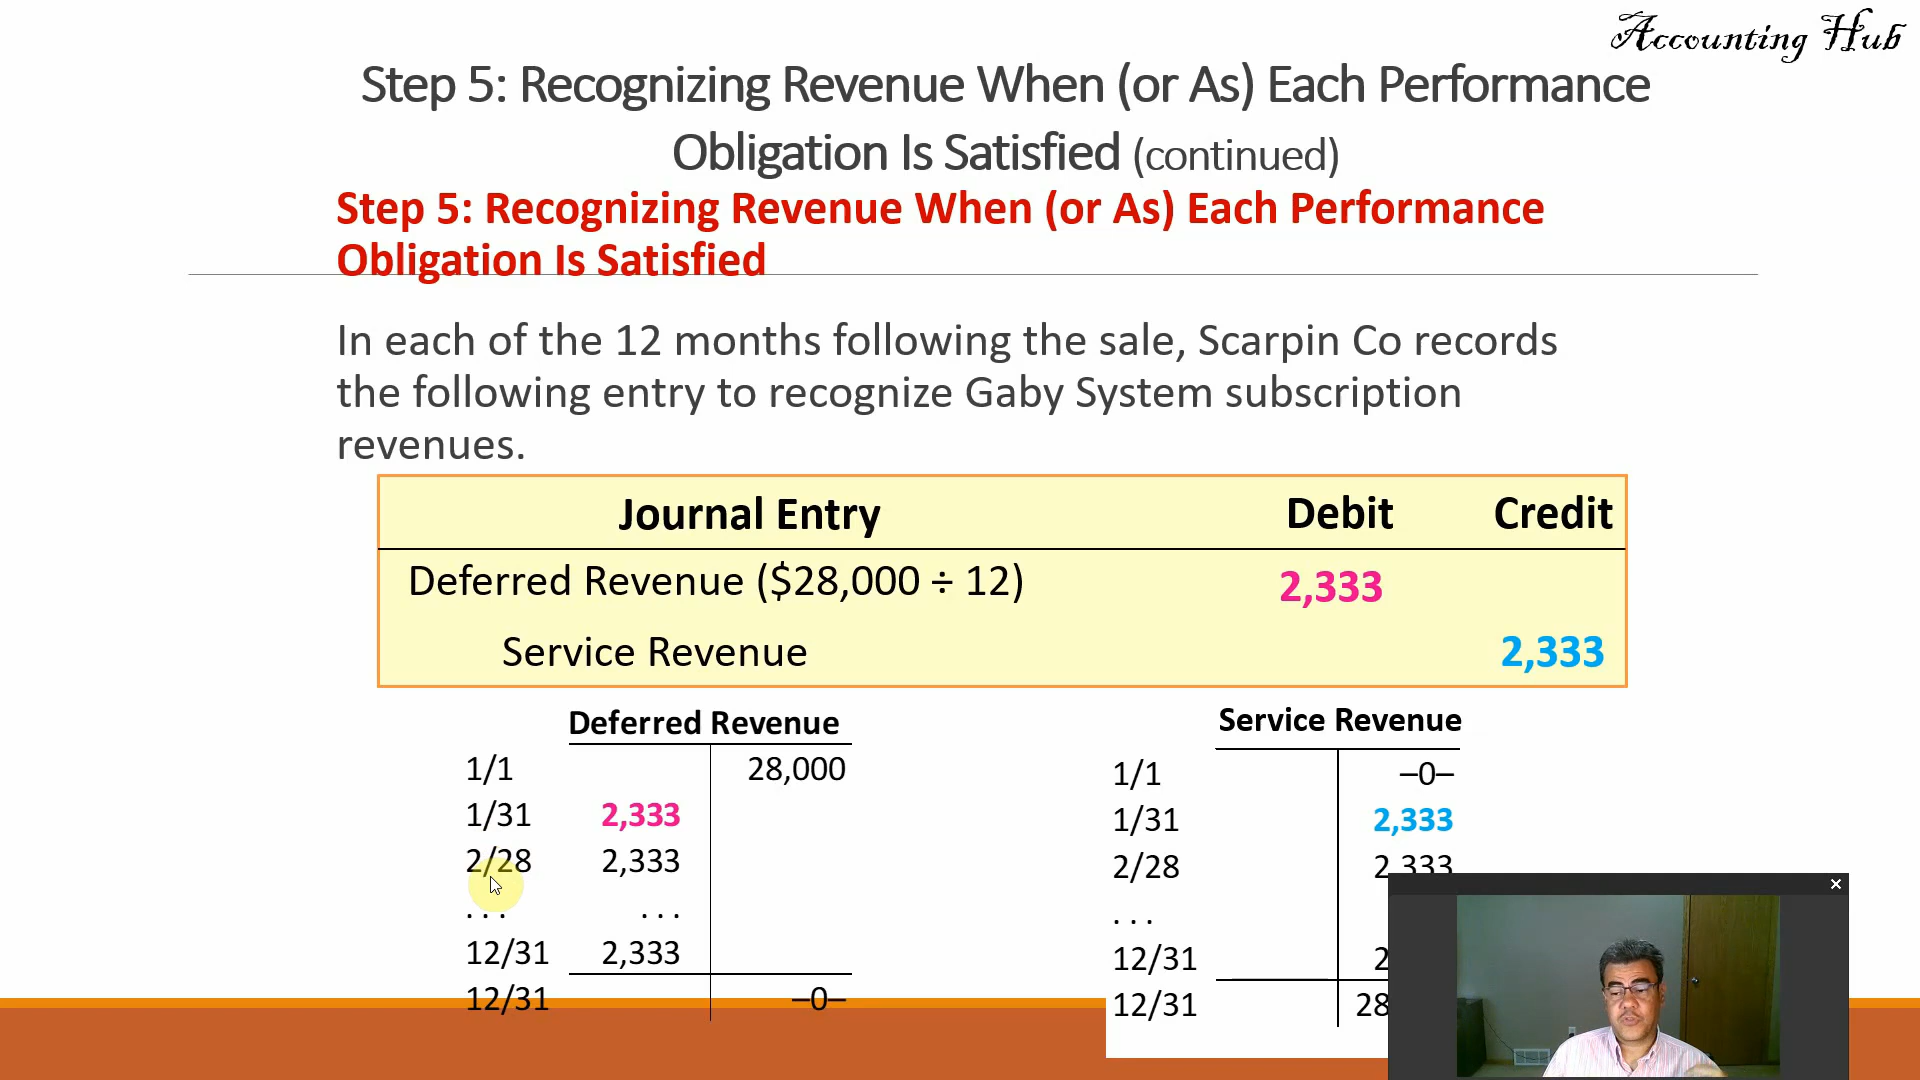 Accounting Hub
Step 5: Recognizing Revenue When (or As) Each Performance
Obligation Is Satisfied (continued)
Step 5: Recognizing Revenue When (or As) Each Performance
Obligation Is Satisfied
In each of the 12 months following the sale, Scarpin Co records
the following entry to recognize Gaby System subscription
revenues.
Journal Entry Debit Credit
Deferred Revenue ($28,000 ÷ 12) 2,333
Service Revenue 2,333
Deferred Revenue
1/1 28,000
1/31 2,333
2/28 2,333
. . . . . .
12/31 2,333
12/31 –0–
Service Revenue
1/1 –0–
1/31 2,333
2/28 2,333
. . .
12/31
12/31